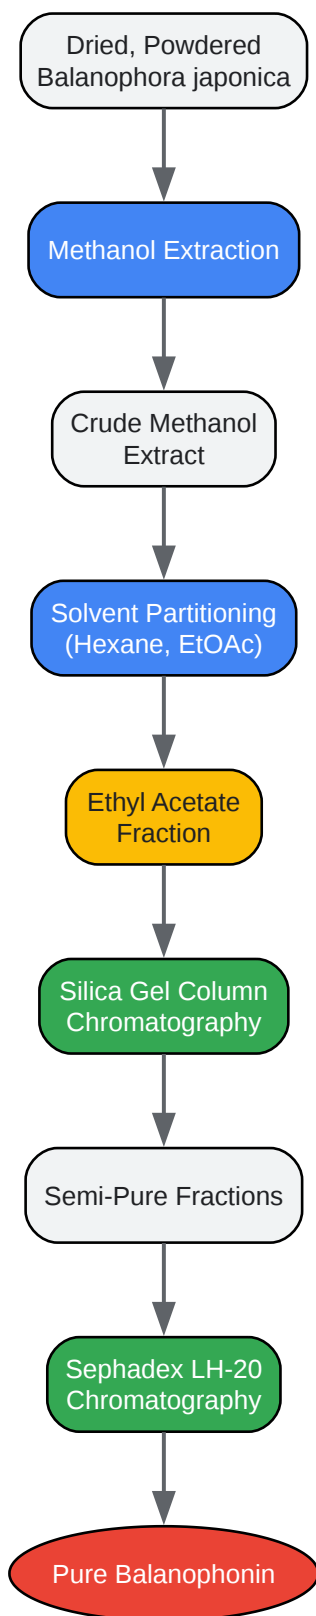 Dried, Powdered
Balanophora japonica
Methanol Extraction
Crude Methanol
Extract
Solvent Partitioning
(Hexane, EtOAc)
Ethyl Acetate
Fraction
Silica Gel Column
Chromatography
Semi-Pure Fractions
Sephadex LH-20
Chromatography
Pure Balanophonin